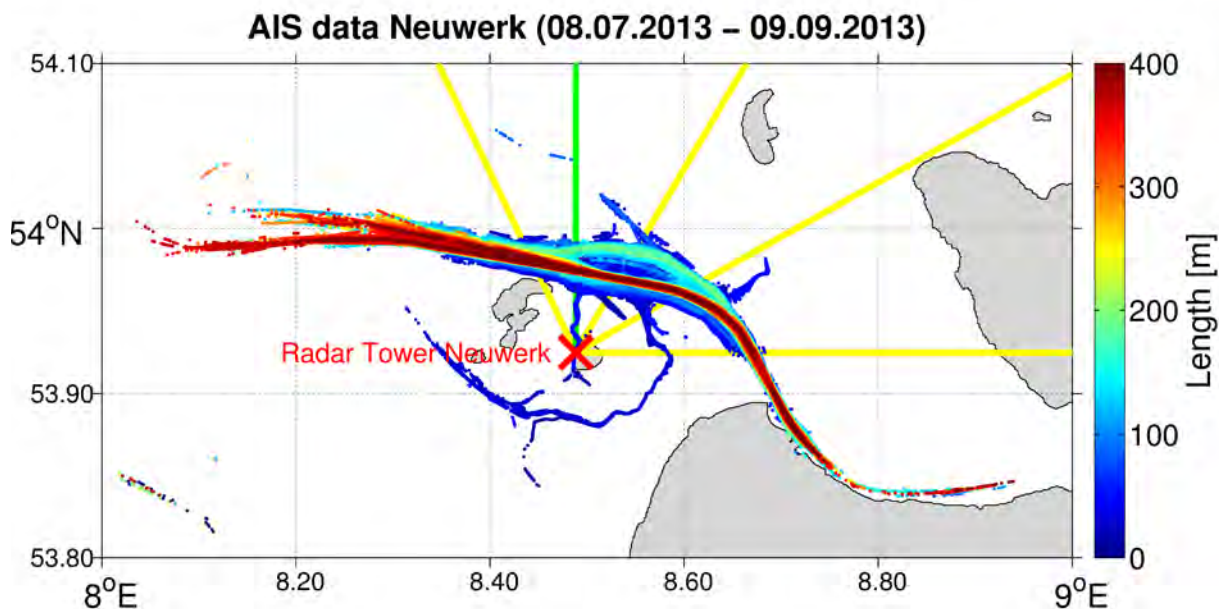 AIS data Neuwerk (08.07.2013 – 09.09.2013)
54.10
54°N
53.90
53.80
8°E
8.20
8.40
8.60
8.80
9°E
Radar Tower Neuwerk
400
300
200
100
0
Length [m]